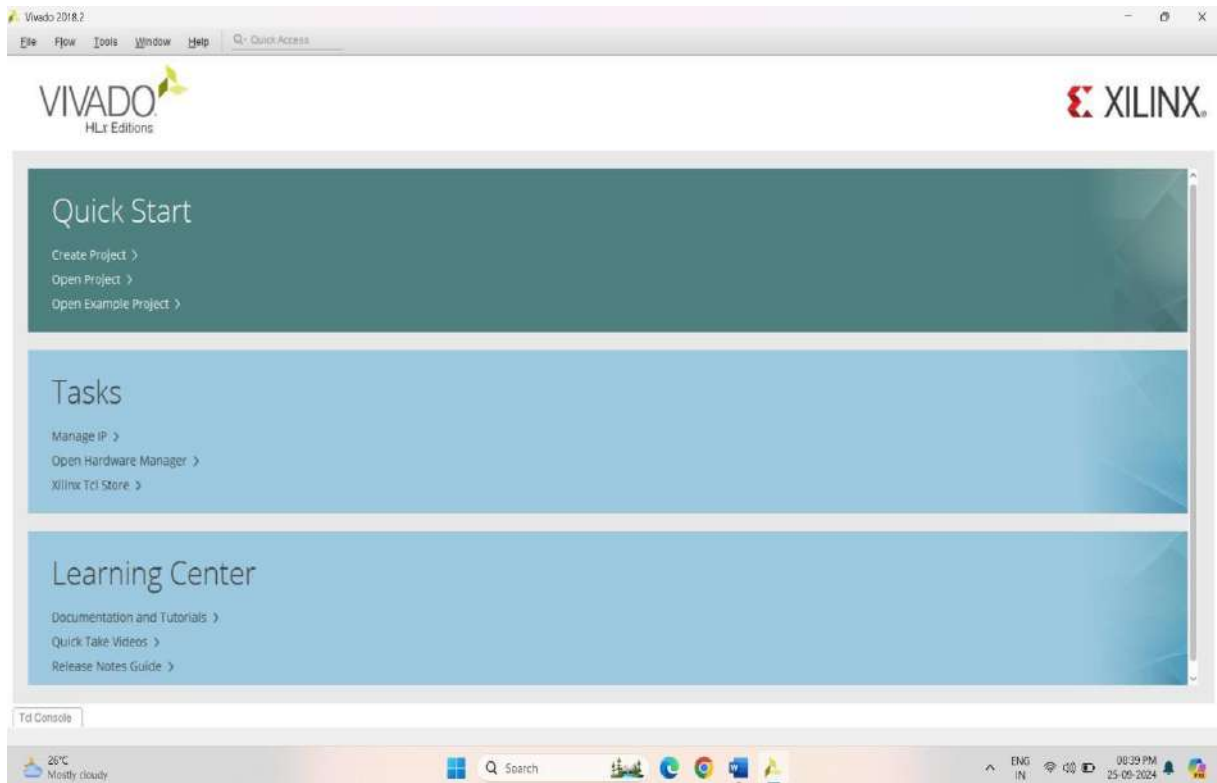 Vivado 2018.2
File Flow Tools Window Help Q- Quick Access
VIVADO.
HLx Editions
XILINX.
Quick Start
Create Project >
Open Project >
Open Example Project >
Tasks
Manage IP >
Open Hardware Manager >
Xilinx Tcl Store >
Learning Center
Documentation and Tutorials >
Quick Take Videos >
Release Notes Guide >
Tcl Console
26°C
Mostly cloudy
Search
ENG
IN
08:39 PM
25-09-2024